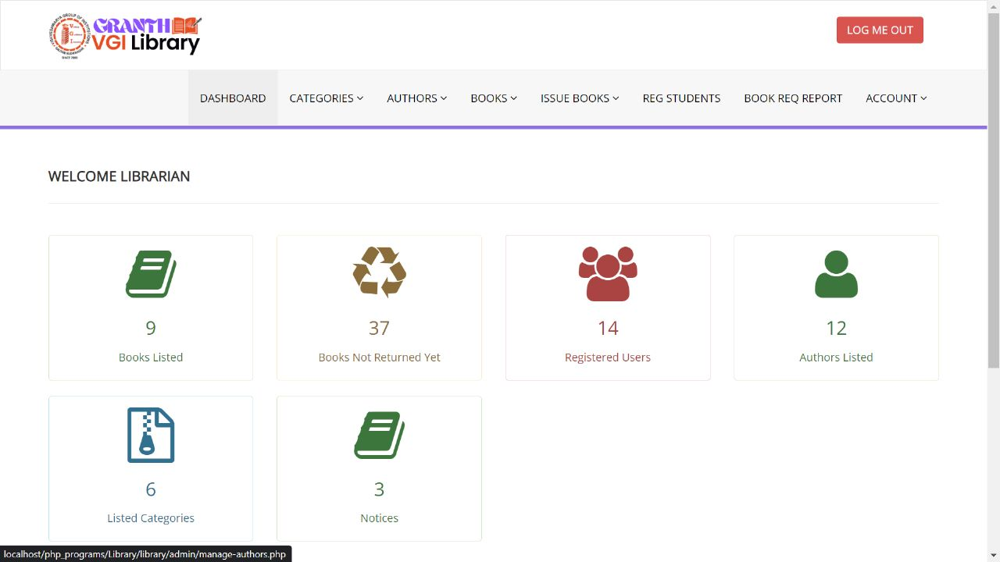 GRANTH
VGI Library
SINCE 2000
LOG ME OUT
DASHBOARD CATEGORIES AUTHORS BOOKS ISSUE BOOKS REG STUDENTS BOOK REQ REPORT ACCOUNT
WELCOME LIBRARIAN
9 37 14 12
Books Listed Books Not Returned Yet Registered Users Authors Listed
6 3
Listed Categories Notices
localhost/php_programs/Library/library/admin/manage-authors.php